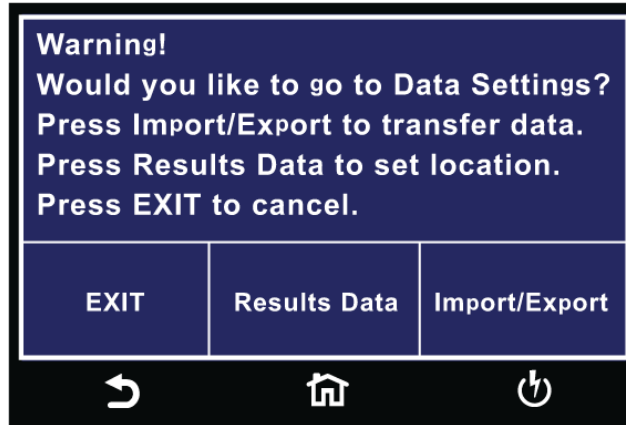 Warning!
Would you like to go to Data Settings?
Press Import/Export to transfer data.
Press Results Data to set location.
Press EXIT to cancel.
EXIT
Results Data
Import/Export